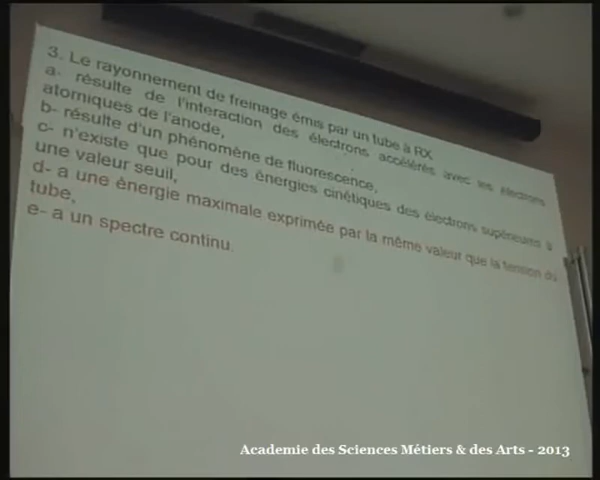 3. Le rayonnement de freinage émis par un tube à RX
a- résulte de l'interaction des électrons accélérés avec les électrons
atomiques de l'anode,
b- résulte d'un phénomène de fluorescence,
c- n'existe que pour des énergies cinétiques des électrons supérieures à
une valeur seuil,
d- a une énergie maximale exprimée par la même valeur que la tension du
tube,
e- a un spectre continu.
Academie des Sciences Métiers & des Arts - 2013